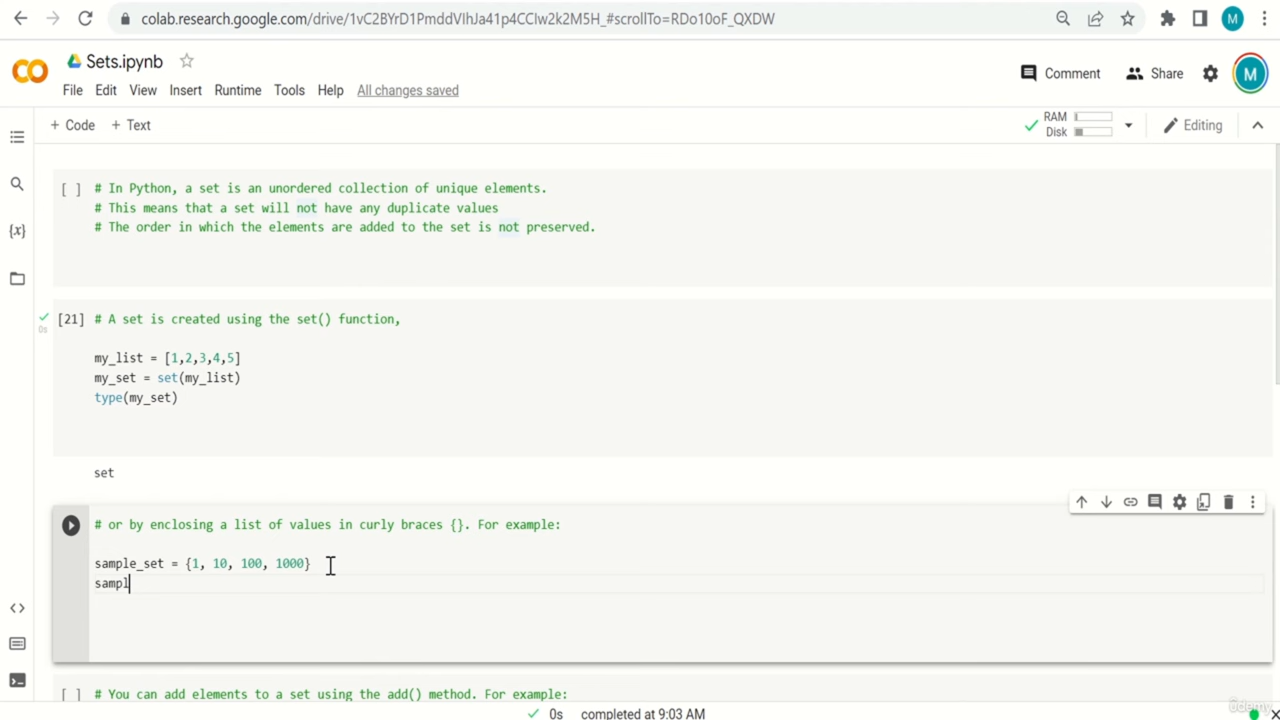 colab.research.google.com/drive/1vC2BYrD1PmddVIhJa41p4CCIw2k2M5H_#scrollTo=RDo10oF_QXDW
M
Sets.ipynb
File Edit View Insert Runtime Tools Help All changes saved
Comment Share M
+ Code + Text
RAM
Disk
Editing
[ ] # In Python, a set is an unordered collection of unique elements.
# This means that a set will not have any duplicate values
# The order in which the elements are added to the set is not preserved.
{x}
[21] # A set is created using the set() function,
0s
my_list = [1,2,3,4,5]
my_set = set(my_list)
type(my_set)
set
# or by enclosing a list of values in curly braces {}. For example:
sample_set = {1, 10, 100, 1000}
sampl
[ ] # You can add elements to a set using the add() method. For example:
0s completed at 9:03 AM
ûdemy